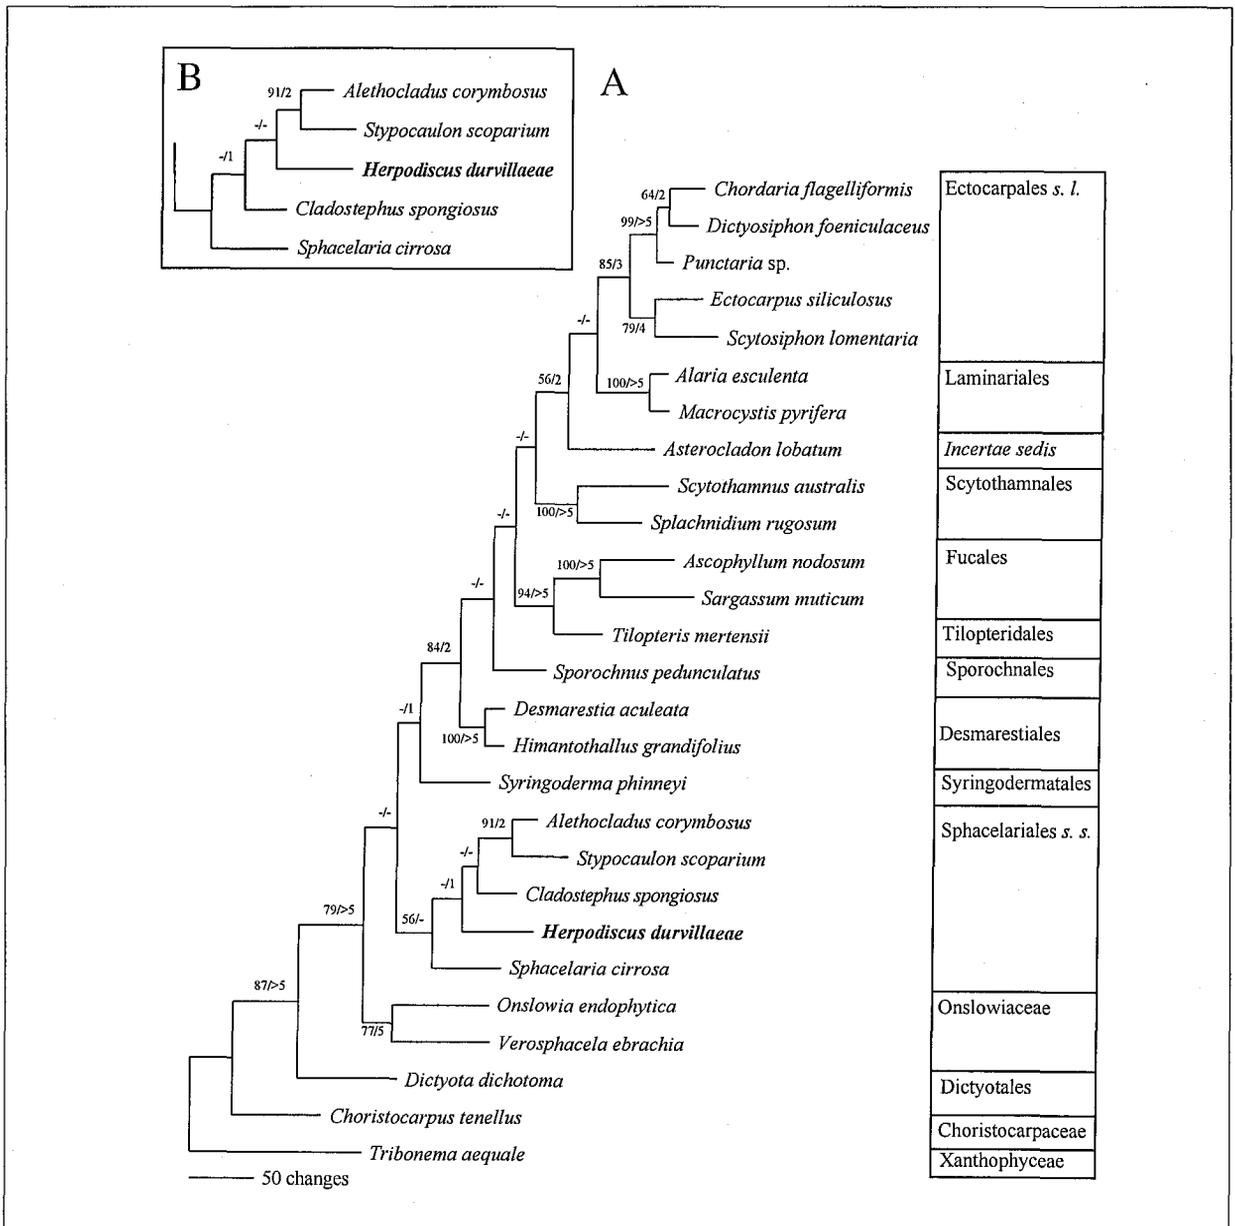 B
A
91/2
Alethocladus corymbosus
-/-
Stypocaulon scoparium
-/1
Herpodiscus durvillaeae
Cladostephus spongiosus
Sphacelaria cirrosa
64/2
Chordaria flagelliformis
Ectocarpales s. l.
99/>5
Dictyosiphon foeniculaceus
85/3
Punctaria sp.
Ectocarpus siliculosus
-/-
79/4
Scytosiphon lomentaria
56/2
100/>5
Alaria esculenta
Laminariales
Macrocystis pyrifera
-/-
Asterocladon lobatum
Incertae sedis
Scytothamnus australis
Scytothamnales
-/-
100/>5
Splachnidium rugosum
100/>5
Ascophyllum nodosum
Fucales
-/-
94/>5
Sargassum muticum
Tilopteris mertensii
Tilopteridales
84/2
Sporochnus pedunculatus
Sporochnales
-/1
Desmarestia aculeata
Desmarestiales
100/>5
Himantothallus grandifolius
Syringoderma phinneyi
Syringodermatales
-/-
91/2
Alethocladus corymbosus
Sphacelariales s. s.
-/-
Stypocaulon scoparium
-/1
Cladostephus spongiosus
79/>5
56/-
Herpodiscus durvillaeae
Sphacelaria cirrosa
87/>5
Onslowia endophytica
Onslowiaceae
77/5
Verosphacela ebrachia
Dictyota dichotoma
Dictyotales
Choristocarpus tenellus
Choristocarpaceae
Tribonema aequale
Xanthophyceae
50 changes